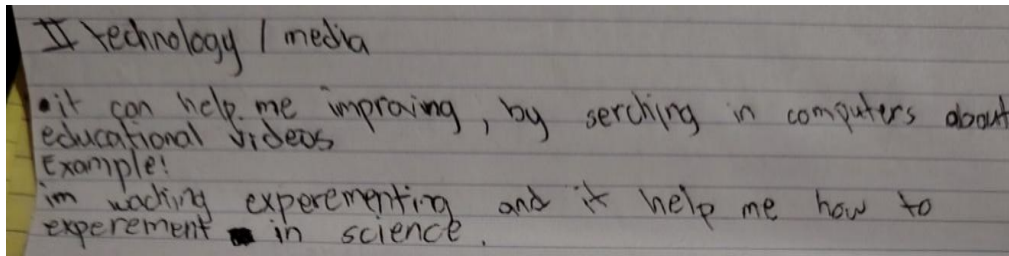 II technology / media
•it can help me improving, by serching in computers about
educational videos
Example:
im waching experementing and it help me how to
experement in science.